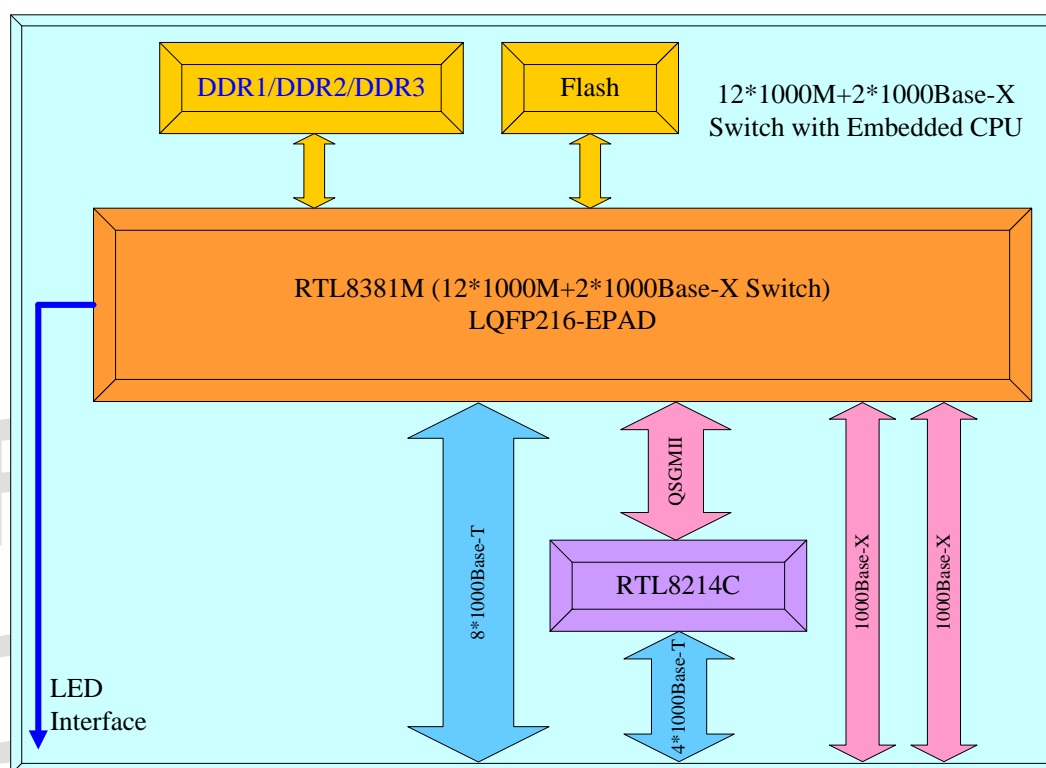 DDR1/DDR2/DDR3
Flash
12*1000M+2*1000Base-X
Switch with Embedded CPU
RTL8381M (12*1000M+2*1000Base-X Switch)
LQFP216-EPAD
8*1000Base-T
QSGMII
RTL8214C
4*1000Base-T
1000Base-X
1000Base-X
LED
Interface